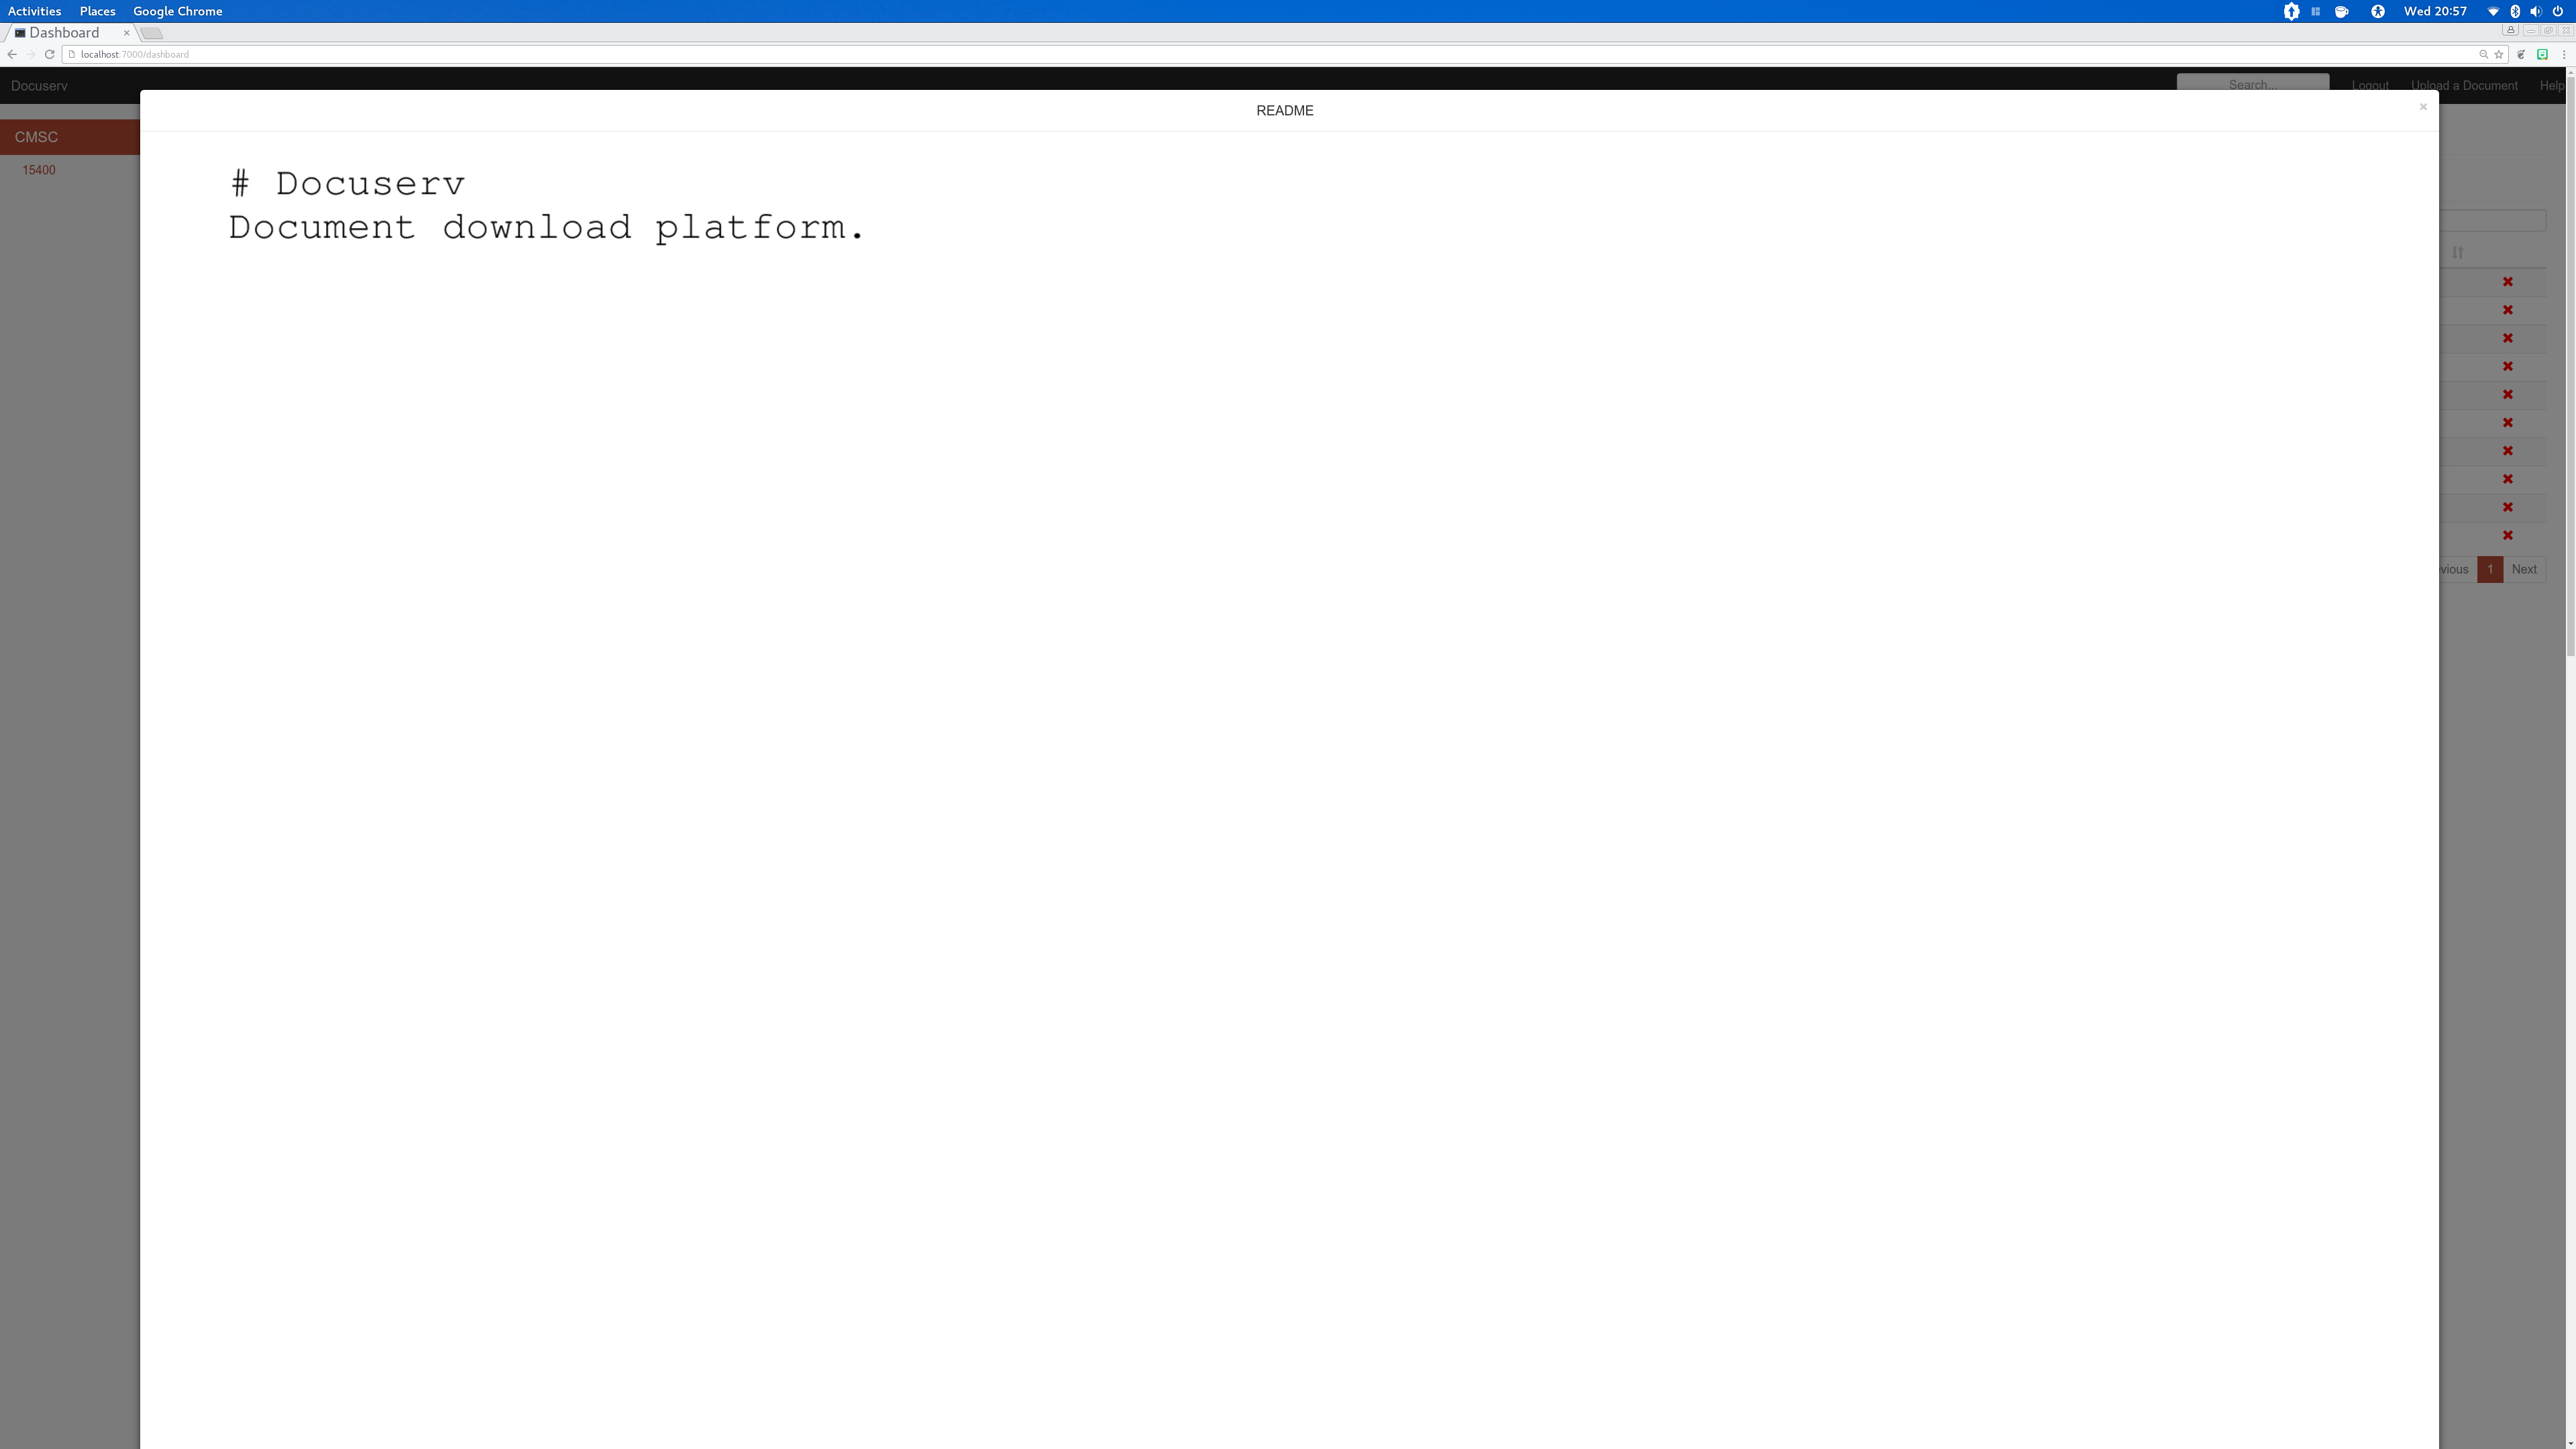 Activities Places Google Chrome Wed 20:57
Dashboard
localhost:7000/dashboard
Docuserv Search... Logout Upload a Document Help
README
CMSC
15400
# Docuserv
Document download platform.
vious 1 Next